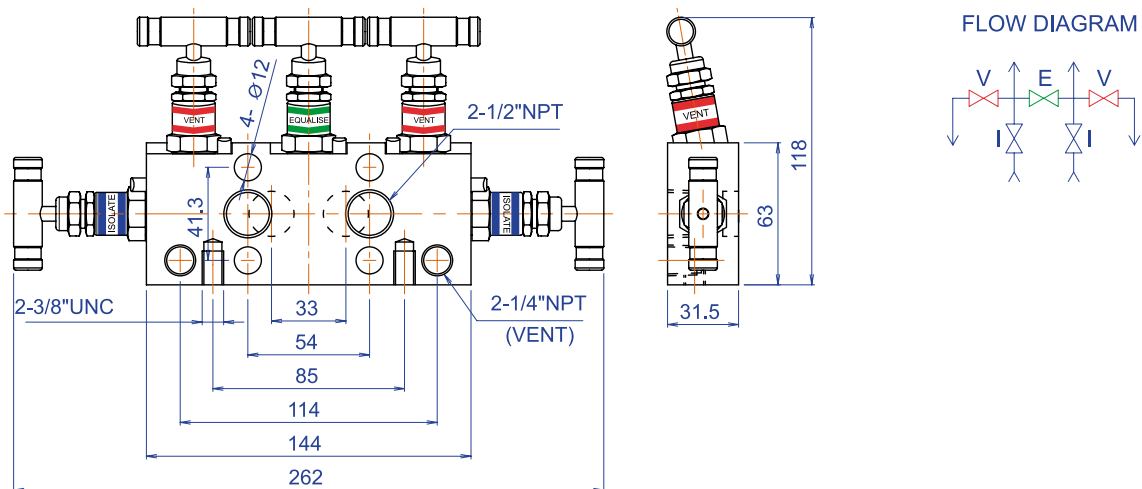 FLOW DIAGRAM
V
E
V
I
I
4- Ø12
2-1/2"NPT
VENT
EQUALISE
VENT
VENT
ISOLATE
ISOLATE
41.3
118
63
2-3/8"UNC
33
2-1/4"NPT
(VENT)
31.5
54
85
114
144
262